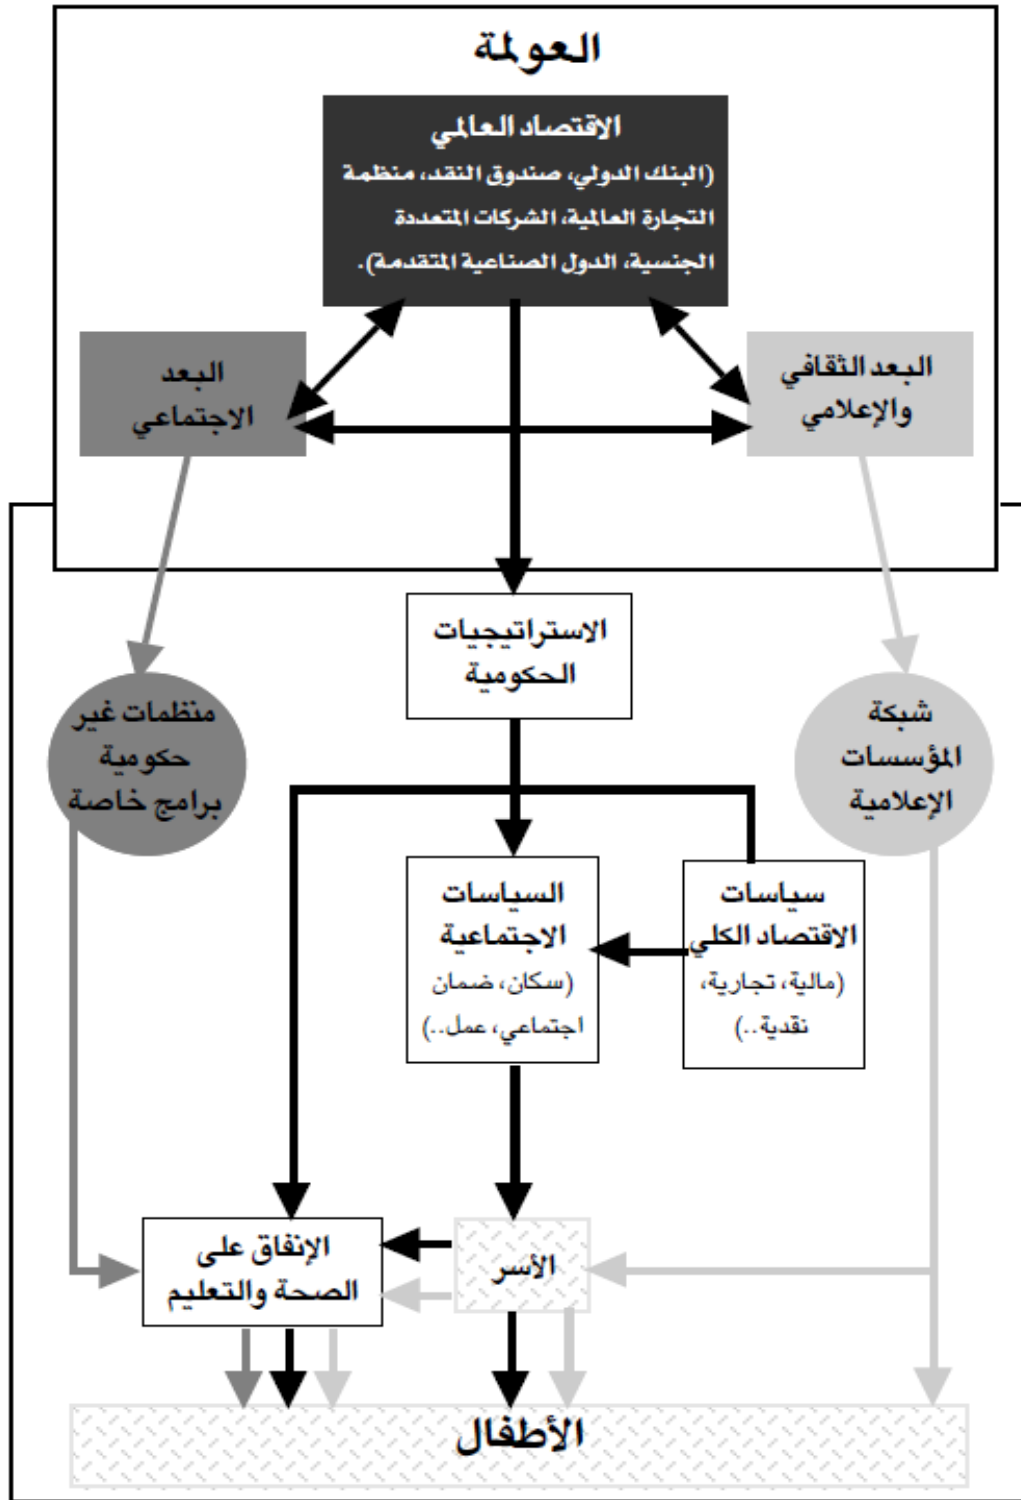 العولمة
الاقتصاد العالمي
(البنك الدولي، صندوق النقد، منظمة
التجارة العالمية، الشركات المتعددة
الجنسية، الدول الصناعية المتقدمة).
البعد الثقافي
والإعلامي
البعد
الاجتماعي
الاستراتيجيات
الحكومية
شبكة
المؤسسات
الإعلامية
منظمات غير
حكومية
برامج خاصة
سياسات
الاقتصاد الكلي
(مالية، تجارية،
نقدية..)
السياسات
الاجتماعية
(سكان، ضمان
اجتماعي، عمل..)
الأسر
الإنفاق على
الصحة والتعليم
الأطفال